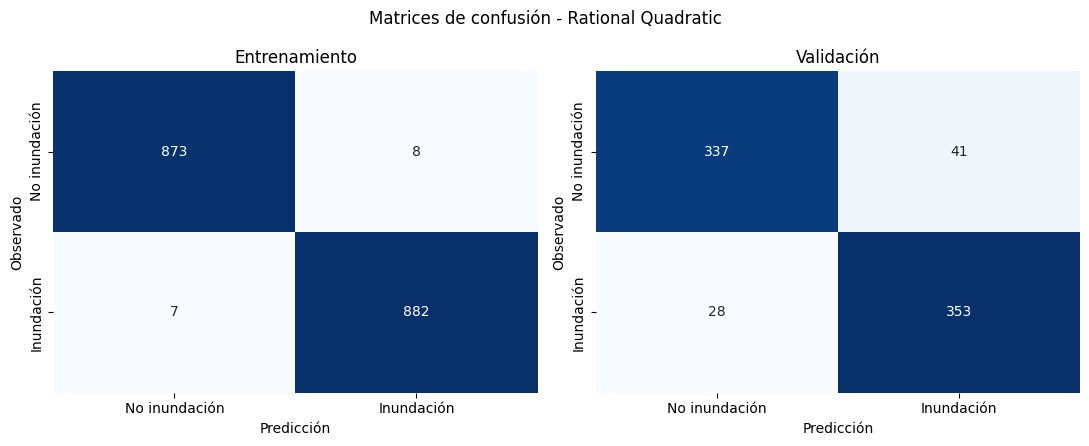 Matrices de confusión - Rational Quadratic
Entrenamiento
Observado
No inundación
Inundación
873 8
7 882
No inundación Inundación
Predicción
Validación
Observado
No inundación
Inundación
337 41
28 353
No inundación Inundación
Predicción